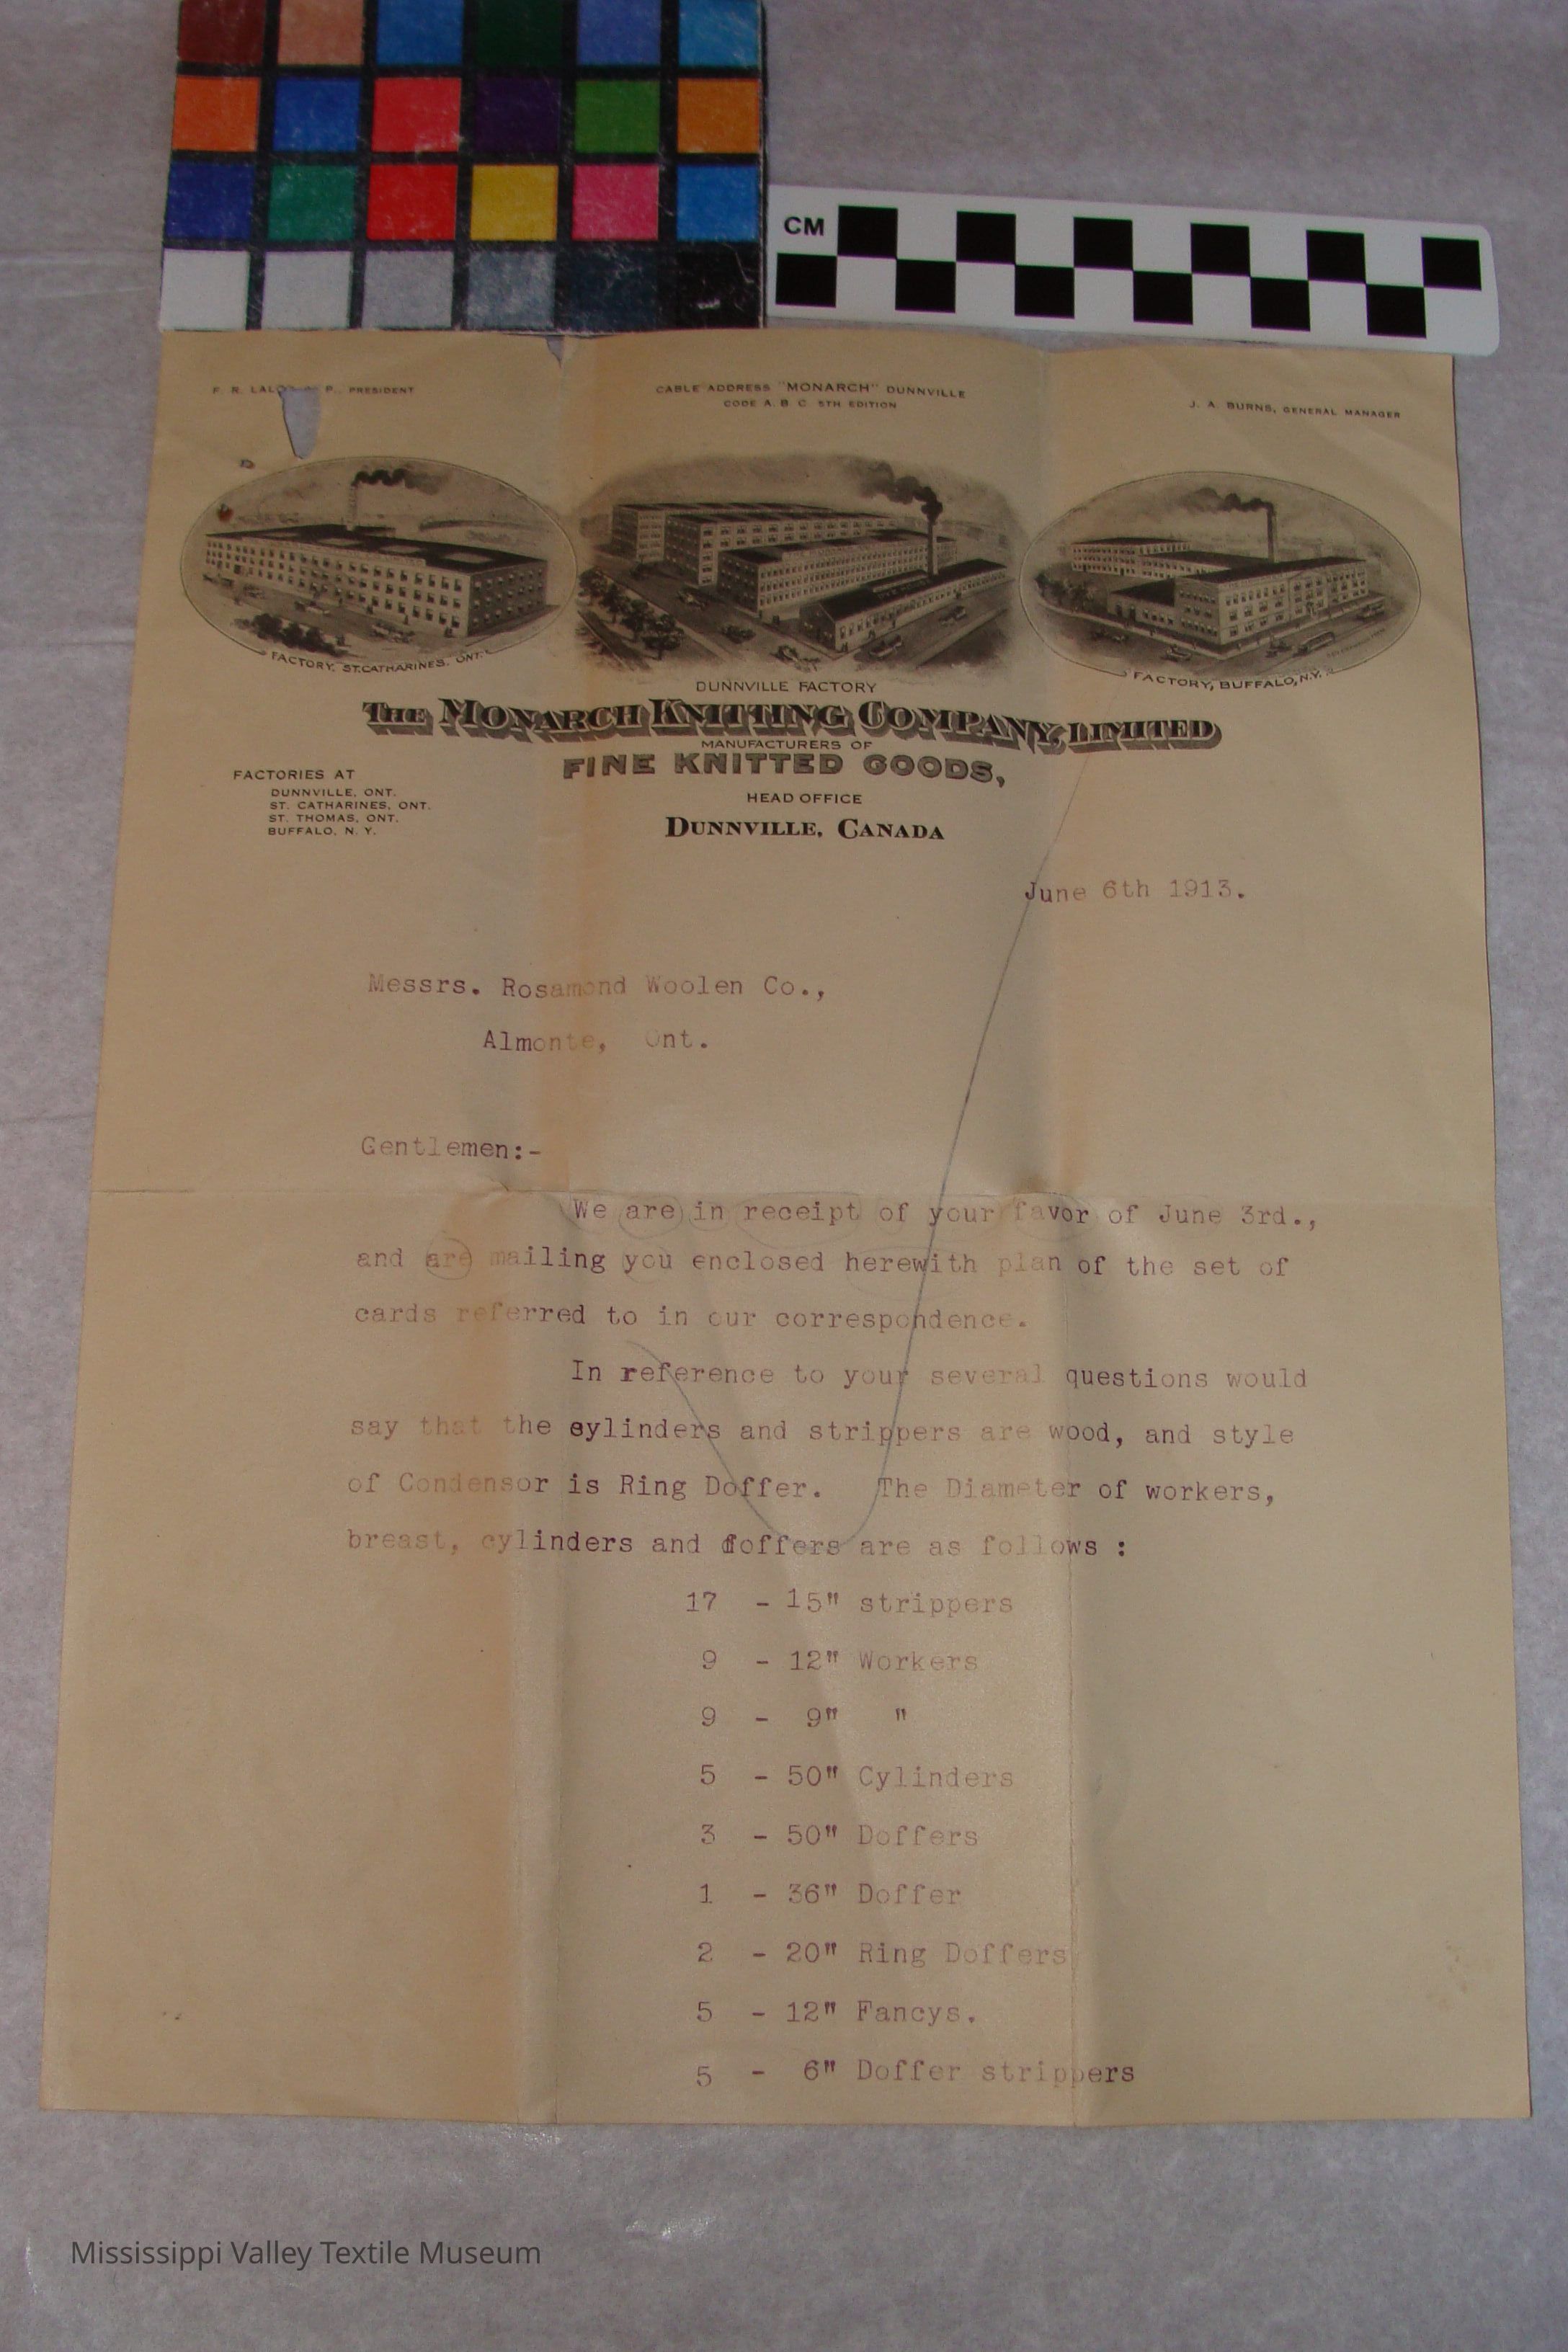 CM
F. R. LALO P., PRESIDENT
CABLE ADDRESS "MONARCH" DUNNVILLE
CODE A. B. C. 5TH EDITION
J. A. BURNS, GENERAL MANAGER
FACTORY, ST. CATHARINES, ONT.
DUNNVILLE FACTORY
FACTORY, BUFFALO, N.Y.
THE MONARCH KNITTING COMPANY, LIMITED
MANUFACTURERS OF
FINE KNITTED GOODS,
HEAD OFFICE
DUNNVILLE, CANADA
FACTORIES AT
DUNNVILLE, ONT.
ST. CATHARINES, ONT.
ST. THOMAS, ONT.
BUFFALO, N. Y.
June 6th 1913.
Messrs. Rosamond Woolen Co.,
Almonte, Ont.
Gentlemen:-
We are in receipt of your favor of June 3rd.,
and are mailing you enclosed herewith plan of the set of
cards referred to in our correspondence.
In reference to your several questions would
say that the cylinders and strippers are wood, and style
of Condensor is Ring Doffer. The Diameter of workers,
breast, cylinders and doffers are as follows :
17 - 15" strippers
9 - 12" Workers
9 - 9" "
5 - 50" Cylinders
3 - 50" Doffers
1 - 36" Doffer
2 - 20" Ring Doffers
5 - 12" Fancys.
5 - 6" Doffer strippers
Mississippi Valley Textile Museum